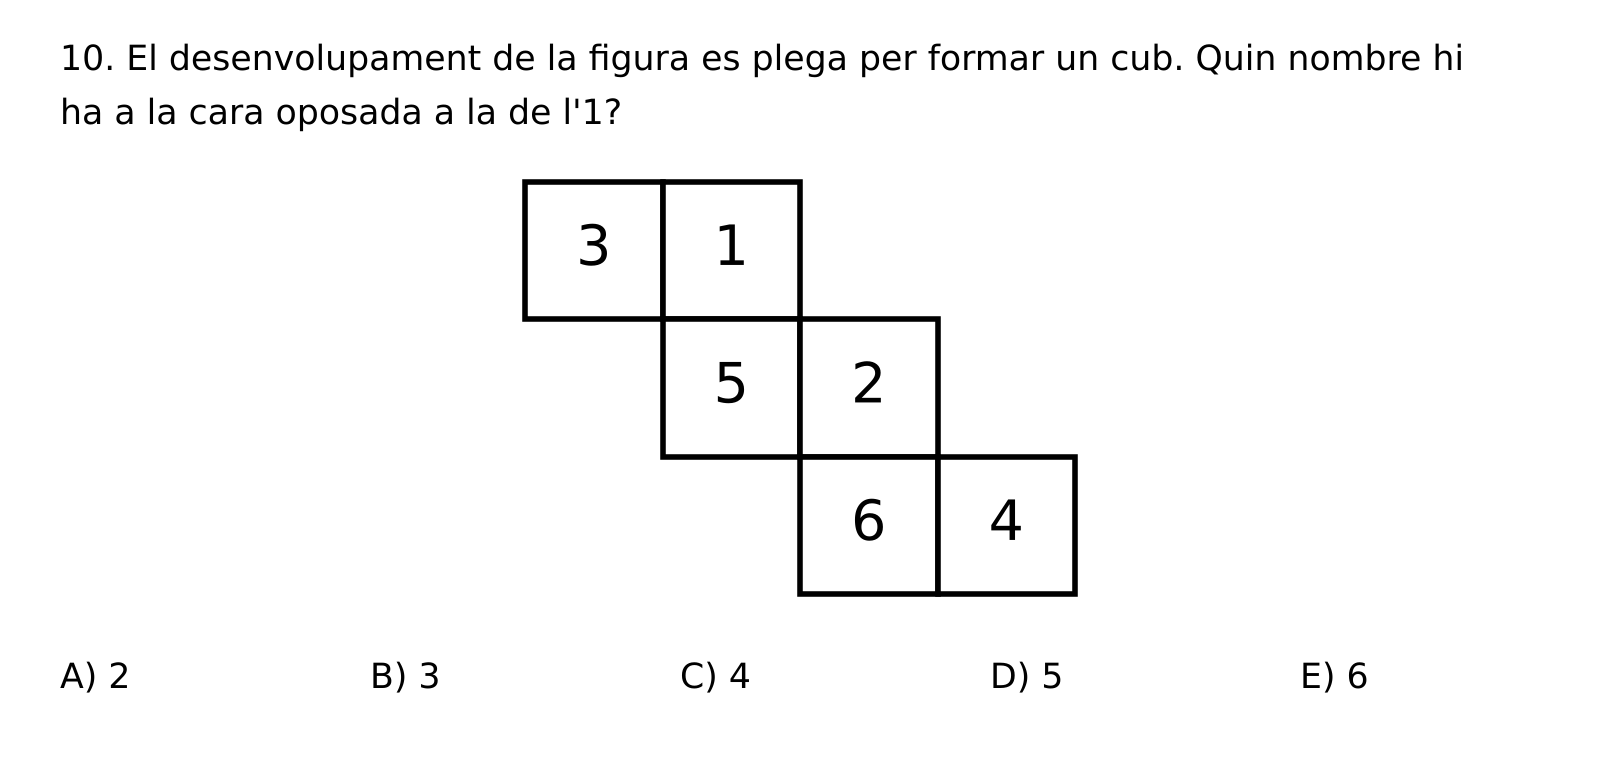 10. El desenvolupament de la figura es plega per formar un cub. Quin nombre hi
ha a la cara oposada a la de l'1?
3 1
5 2
6 4
A) 2 B) 3 C) 4 D) 5 E) 6